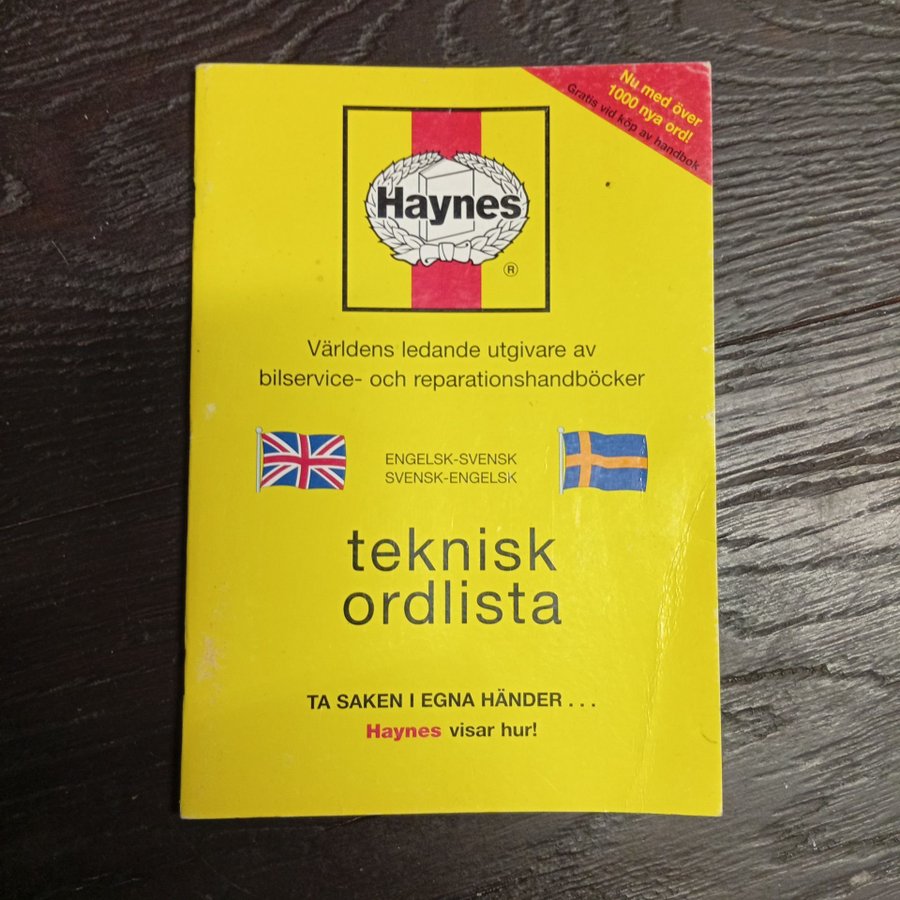 Nu med över
1000 nya ord!
Gratis vid köp av handbok
Haynes
®
Världens ledande utgivare av
bilservice- och reparationshandböcker
ENGELSK-SVENSK
SVENSK-ENGELSK
teknisk
ordlista
TA SAKEN I EGNA HÄNDER . . .
Haynes visar hur!